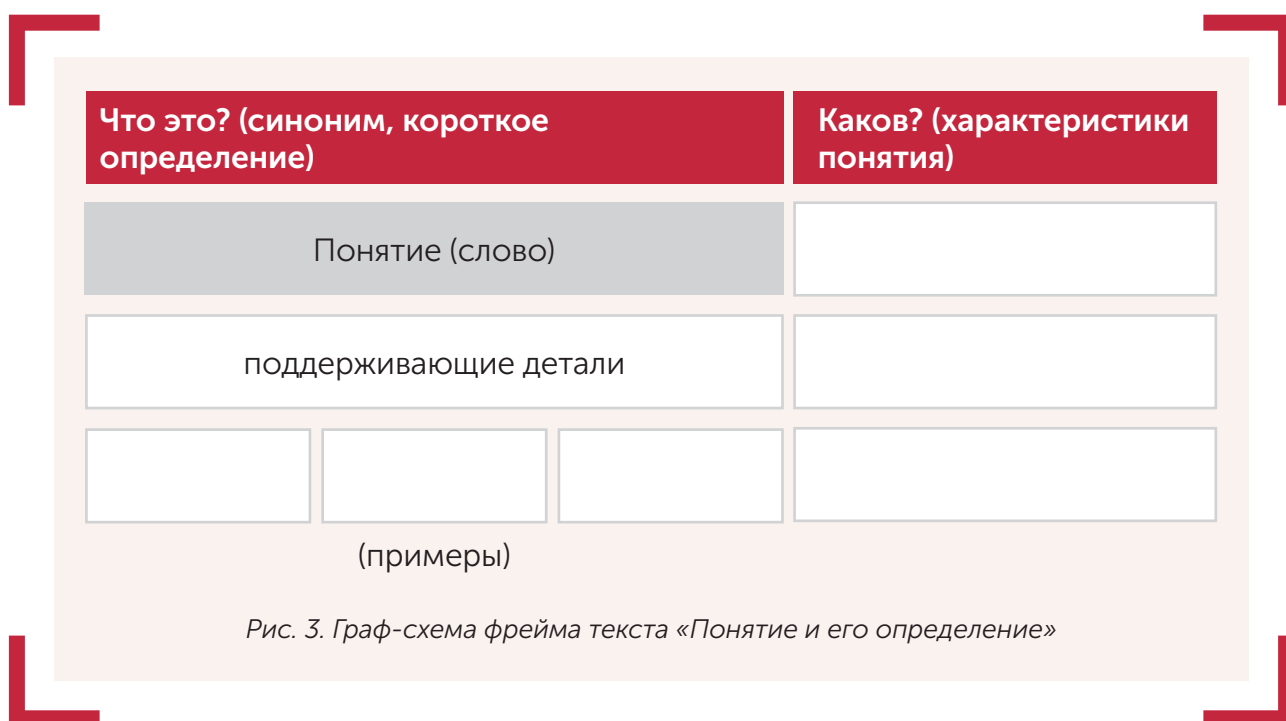 Что это? (синоним, короткое
определение)
Каков? (характеристики
понятия)
Понятие (слово)
поддерживающие детали
(примеры)
Рис. 3. Граф-схема фрейма текста «Понятие и его определение»